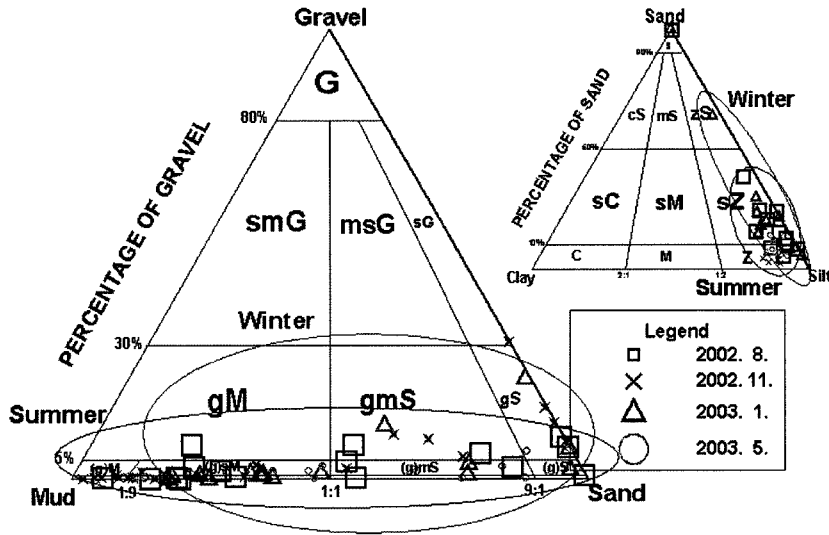 Gravel
G
80%
PERCENTAGE OF GRAVEL
smG
msG
sG
Winter
30%
gM
gmS
gS
Summer
5%
(g)M
(g)sM
(g)mS
(g)S
Mud
1:9
1:1
9:1
Sand
Sand
s
90%
PERCENTAGE OF SAND
cS
mS
zS
Winter
sC
sM
sZ
10%
C
M
Z
Clay
2:1
1:2
Silt
Summer
Legend
2002. 8.
2002. 11.
2003. 1.
2003. 5.